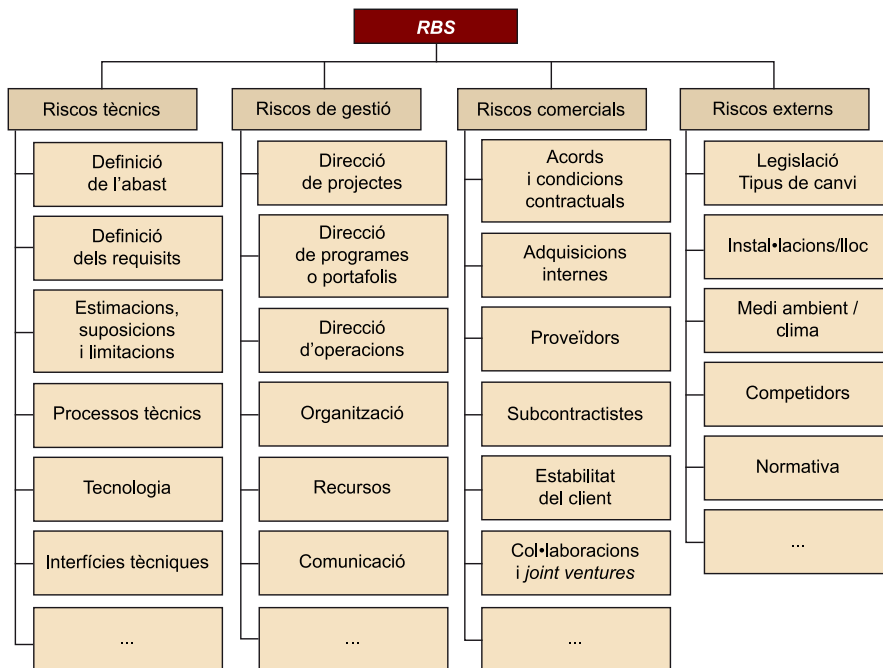 RBS
Riscos tècnics
Definició
de l'abast
Definició
dels requisits
Estimacions,
suposicions
i limitacions
Processos tècnics
Tecnologia
Interfícies tècniques
...
Riscos de gestió
Direcció
de projectes
Direcció
de programes
o portafolis
Direcció
d'operacions
Organització
Recursos
Comunicació
...
Riscos comercials
Acords
i condicions
contractuals
Adquisicions
internes
Proveïdors
Subcontractistes
Estabilitat
del client
Col•laboracions
i joint ventures
...
Riscos externs
Legislació
Tipus de canvi
Instal•lacions/lloc
Medi ambient /
clima
Competidors
Normativa
...